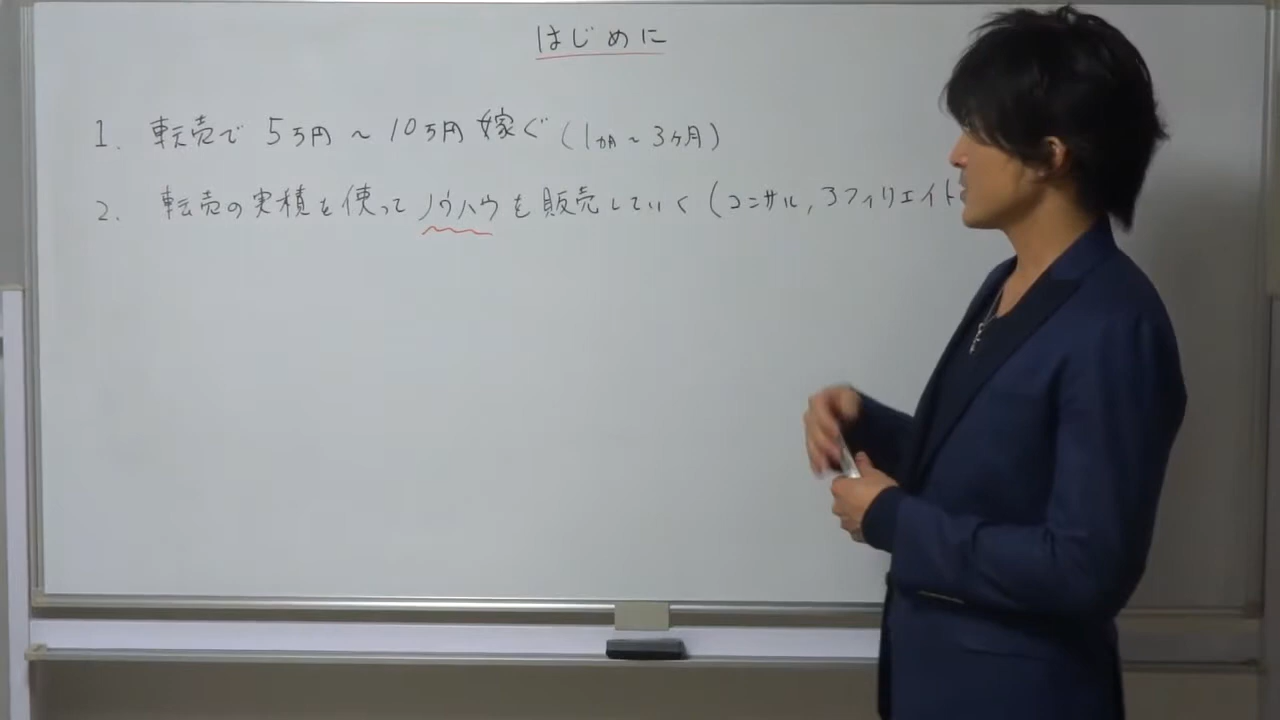 はじめに
1. 転売で 5万円 ~ 10万円 嫁ぐ (1ヵ月 ~ 3ヶ月)
2. 転売の実積を使って ノウハウを販売していく (コンサル, アフィリエイト